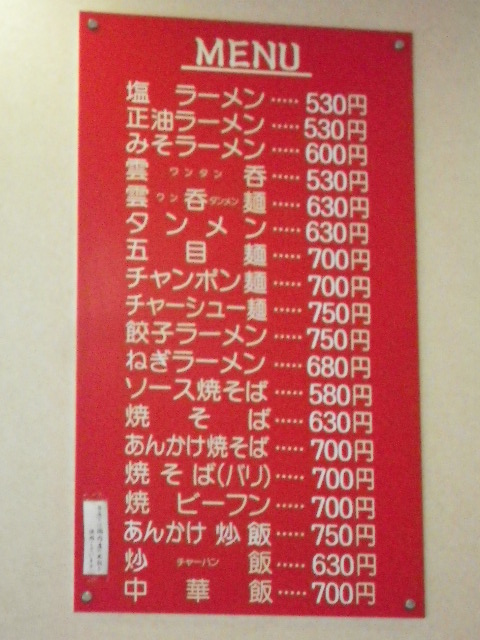 MENU
塩 ラーメン ····· 530円
正油ラーメン ····· 530円
みそラーメン ····· 600円
雲 ワンタン 呑 ····· 530円
雲 ワン 呑 タンメン 麺 ····· 630円
タンメン ····· 630円
五目麺 ····· 700円
チャンポン麺 ····· 700円
チャーシュー麺 ····· 750円
餃子ラーメン ····· 750円
ねぎラーメン ····· 680円
ソース焼そば ····· 580円
焼そば ····· 630円
あんかけ焼そば ····· 700円
焼そば(バリ) ····· 700円
焼 ビーフン ····· 700円
あんかけ 炒飯 ····· 750円
炒 チャーハン 飯 ····· 630円
中華飯 ····· 700円